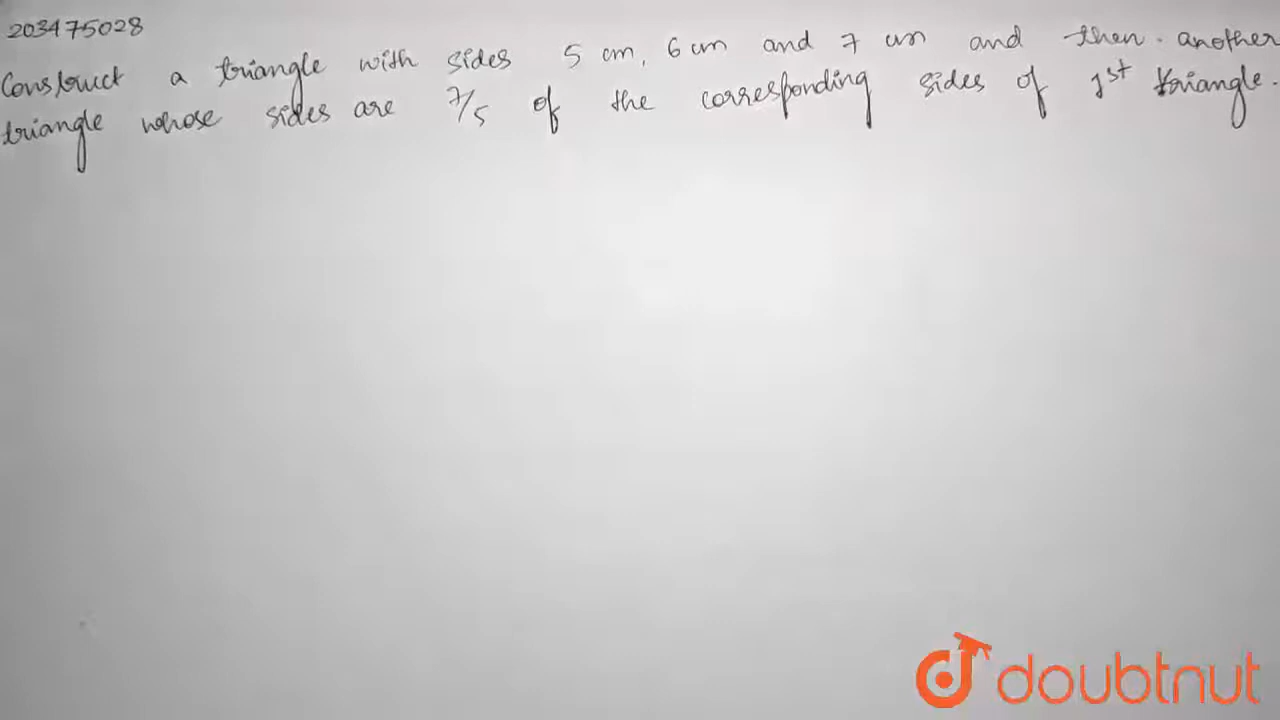 203475028
Construct a triangle with sides 5 cm, 6 cm and 7 cm and then. another
triangle whose sides are 7/5 of the corresponding sides of 1st triangle.
doubtnut